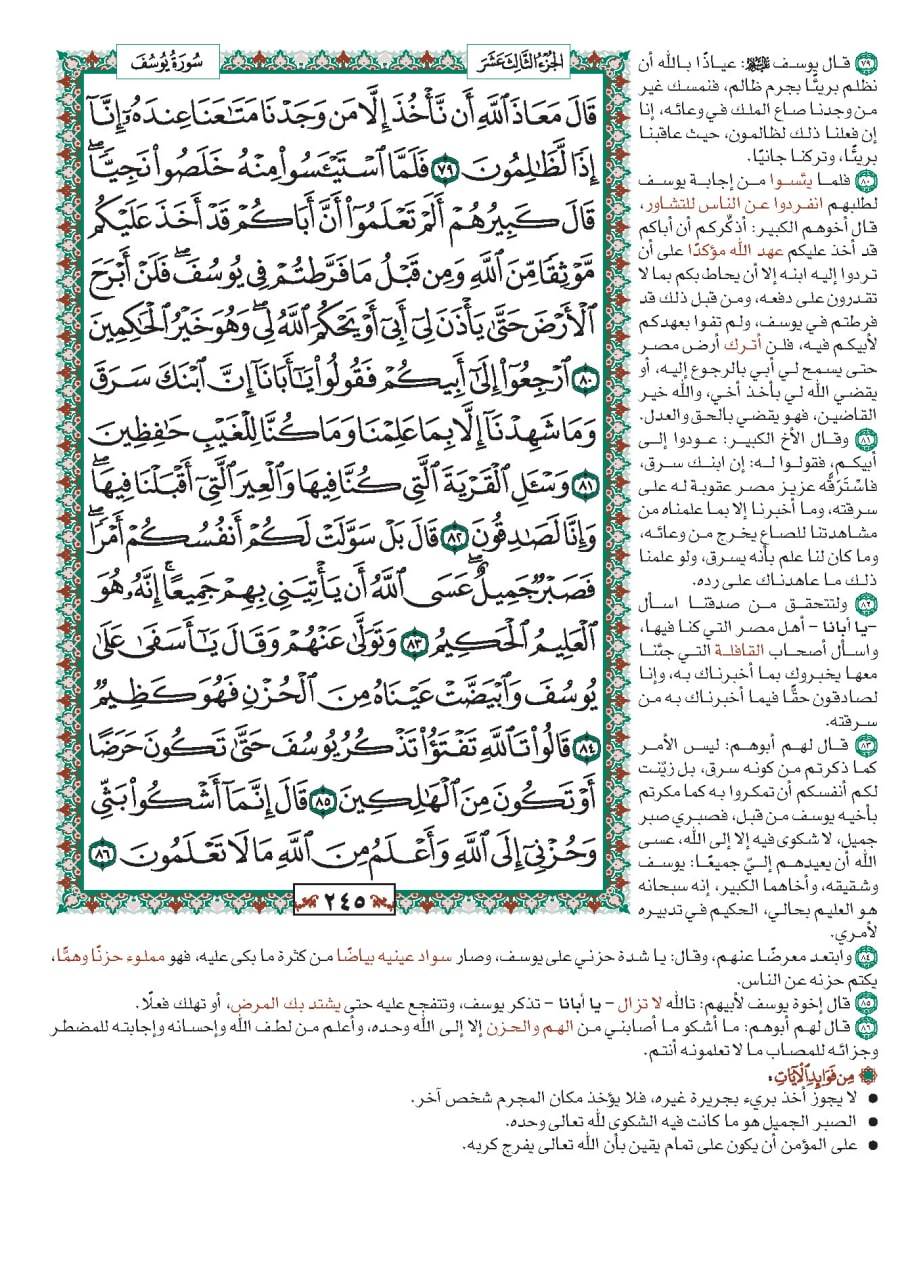 الجزء الثالث عشر
سورة يوسف
قَالَ مَعَاذَ ٱللَّهِ أَن نَّأۡخُذَ إِلَّا مَن وَجَدۡنَا مَتَٰعَنَا عِندَهُۥٓ إِنَّآ
إِذٗا لَّظَٰلِمُونَ ٧٩ فَلَمَّا ٱسۡتَيۡـَٔسُواْ مِنۡهُ خَلَصُواْ نَجِيّٗاۖ
قَالَ كَبِيرُهُمۡ أَلَمۡ تَعۡلَمُوٓاْ أَنَّ أَبَاكُمۡ قَدۡ أَخَذَ عَلَيۡكُم
مَّوۡثِقٗا مِّنَ ٱللَّهِ وَمِن قَبۡلُ مَا فَرَّطتُمۡ فِي يُوسُفَۖ فَلَنۡ أَبۡرَحَ
ٱلۡأَرۡضَ حَتَّىٰ يَأۡذَنَ لِيٓ أَبِيٓ أَوۡ يَحۡكُمَ ٱللَّهُ لِيۖ وَهُوَ خَيۡرُ ٱلۡحَٰكِمِينَ
٨٠ ٱرۡجِعُوٓاْ إِلَىٰٓ أَبِيكُمۡ فَقُولُواْ يَٰٓأَبَانَآ إِنَّ ٱبۡنَكَ سَرَقَ
وَمَا شَهِدۡنَآ إِلَّا بِمَا عَلِمۡنَا وَمَا كُنَّا لِلۡغَيۡبِ حَٰفِظِينَ
٨١ وَسۡـَٔلِ ٱلۡقَرۡيَةَ ٱلَّتِي كُنَّا فِيهَا وَٱلۡعِيرَ ٱلَّتِيٓ أَقۡبَلۡنَا فِيهَاۖ
وَإِنَّا لَصَٰدِقُونَ ٨٢ قَالَ بَلۡ سَوَّلَتۡ لَكُمۡ أَنفُسُكُمۡ أَمۡرٗاۖ
فَصَبۡرٞ جَمِيلٌۖ عَسَى ٱللَّهُ أَن يَأۡتِيَنِي بِهِمۡ جَمِيعًاۚ إِنَّهُۥ هُوَ
ٱلۡعَلِيمُ ٱلۡحَكِيمُ ٨٣ وَتَوَلَّىٰ عَنۡهُمۡ وَقَالَ يَٰٓأَسَفَىٰ عَلَىٰ
يُوسُفَ وَٱبۡيَضَّتۡ عَيۡنَاهُ مِنَ ٱلۡحُزۡنِ فَهُوَ كَظِيمٞ
٨٤ قَالُواْ تَٱللَّهِ تَفۡتَؤُاْ تَذۡكُرُ يُوسُفَ حَتَّىٰ تَكُونَ حَرَضًا
أَوۡ تَكُونَ مِنَ ٱلۡهَٰلِكِينَ ٨٥ قَالَ إِنَّمَآ أَشۡكُواْ بَثِّي
وَحُزۡنِيٓ إِلَى ٱللَّهِ وَأَعۡلَمُ مِنَ ٱللَّهِ مَا لَا تَعۡلَمُونَ ٨٦
٢٤٥
٧٩ قال يوسف ﷺ: عياذًا بالله أن
نظلم بريئًا بجرم ظالم، فنمسك غير
من وجدنا صاع الملك في وعائه، إنا
إن فعلنا ذلك لظالمون، حيث عاقبنا
بريئًا، وتركنا جانيًا.
٨٠ فلما يئسوا من إجابة يوسف
لطلبهم انفردوا عن الناس للتشاور،
قال أخوهم الكبير: أذكِّركم أن أباكم
قد أخذ عليكم عهد الله مؤكدًا على أن
تردوا إليه ابنه إلا أن يحاط بكم بما لا
تقدرون على دفعه، ومن قبل ذلك قد
فرطتم في يوسف، ولم تفوا بعهدكم
لأبيكم فيه، فلن أترك أرض مصر
حتى يسمح لي أبي بالرجوع إليه، أو
يقضي الله لي بأخذ أخي، والله خير
القاضين، فهو يقضي بالحق والعدل.
٨١ وقال الأخ الكبير: عودوا إلى
أبيكم، فقولوا له: إن ابنك سرق،
فاسْتَرَقَّه عزيز مصر عقوبة له على
سرقته، وما أخبرنا إلا بما علمناه من
مشاهدتنا للصاع يخرج من وعائه،
وما كان لنا علم بأنه يسرق، ولو علمنا
ذلك ما عاهدناك على رده.
٨٢ ولتتحقق من صدقنا اسأل
-يا أبانا - أهل مصر التي كنا فيها،
واسأل أصحاب القافلة التي جئنا
معها يخبروك بما أخبرناك به، وإنا
لصادقون حقًّا فيما أخبرناك به من
سرقته.
٨٣ قال لهم أبوهم: ليس الأمر
كما ذكرتم من كونه سرق، بل زيّنت
لكم أنفسكم أن تمكروا به كما مكرتم
بأخيه يوسف من قبل، فصبري صبر
جميل، لا شكوى فيه إلا إلى الله، عسى
الله أن يعيدهم إليّ جميعًا: يوسف
وشقيقه، وأخاهما الكبير، إنه سبحانه
هو العليم بحالي، الحكيم في تدبيره
لأمري.
٨٤ وابتعد معرضًا عنهم، وقال: يا شدة حزني على يوسف، وصار سواد عينيه بياضًا من كثرة ما بكى عليه، فهو مملوء حزنًا وهمًّا،
يكتم حزنه عن الناس.
٨٥ قال إخوة يوسف لأبيهم: تالله لا تزال - يا أبانا - تذكر يوسف، وتتفجع عليه حتى يشتد بك المرض، أو تهلك فعلًا.
٨٦ قال لهم أبوهم: ما أشكو ما أصابني من الهم والحزن إلا إلى الله وحده، وأعلم من لطف الله وإحسانه وإجابته للمضطر
وجزائه للمصاب ما لا تعلمونه أنتم.
من فوائد الآيات:
• لا يجوز أخذ بريء بجريرة غيره، فلا يؤخذ مكان المجرم شخص آخر.
• الصبر الجميل هو ما كانت فيه الشكوى لله تعالى وحده.
• على المؤمن أن يكون على تمام يقين بأن الله تعالى يفرج كربه.